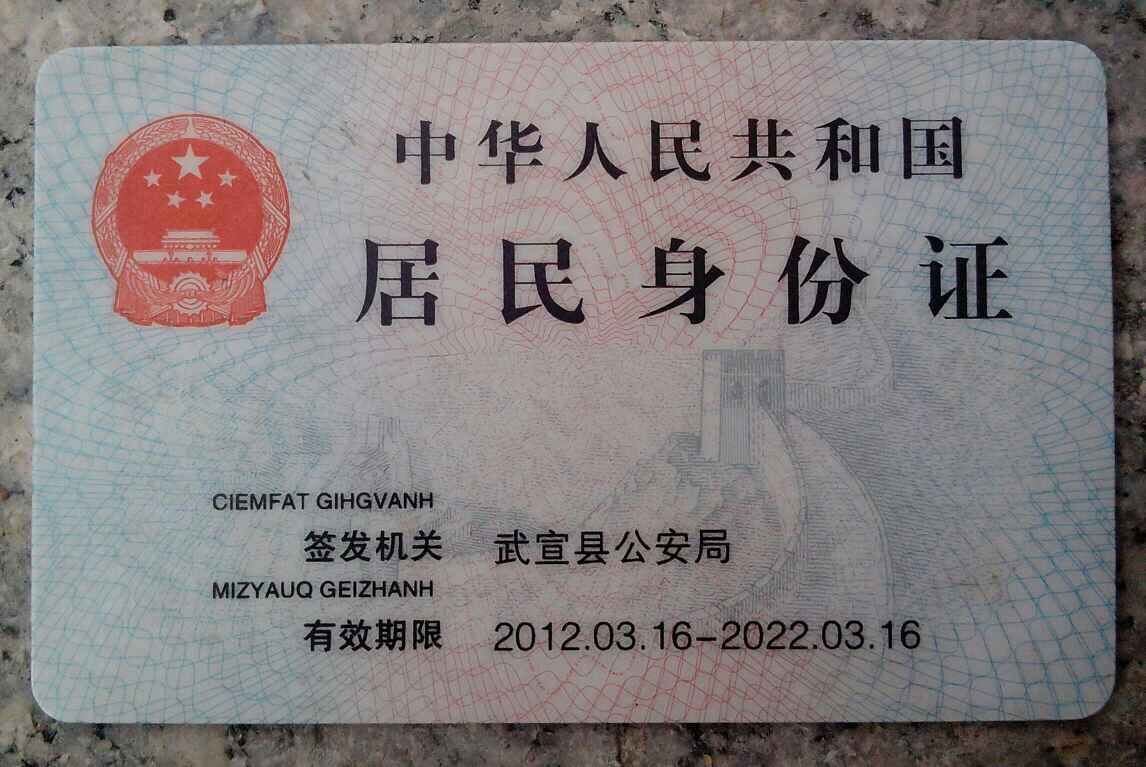 中华人民共和国
居民身份证
CIEMFAT GIHGVANH
签发机关 武宣县公安局
MIZYAUQ GEIZHANH
有效期限 2012.03.16-2022.03.16